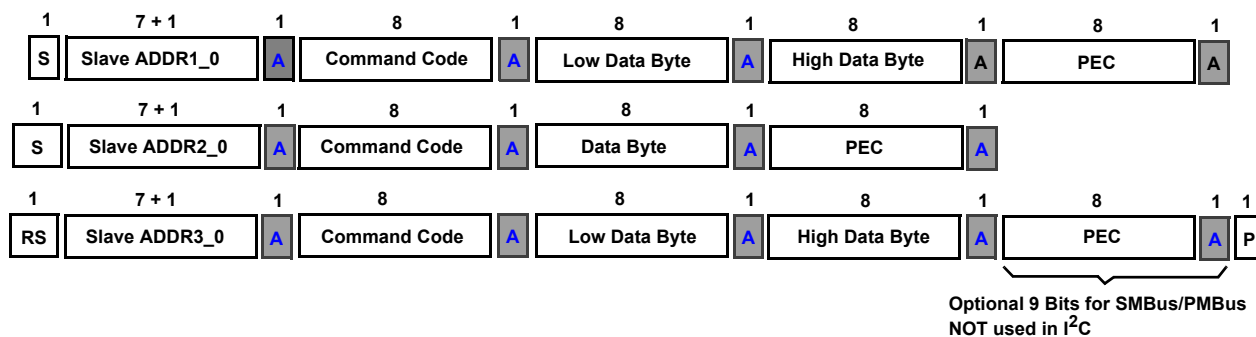 1 7 + 1 1 8 1 8 1 8 1 8 1
S Slave ADDR1_0 A Command Code A Low Data Byte A High Data Byte A PEC A
1 7 + 1 1 8 1 8 1 8 1
S Slave ADDR2_0 A Command Code A Data Byte A PEC A
1 7 + 1 1 8 1 8 1 8 1 8 1 1
RS Slave ADDR3_0 A Command Code A Low Data Byte A High Data Byte A PEC A P
Optional 9 Bits for SMBus/PMBus
NOT used in I²C